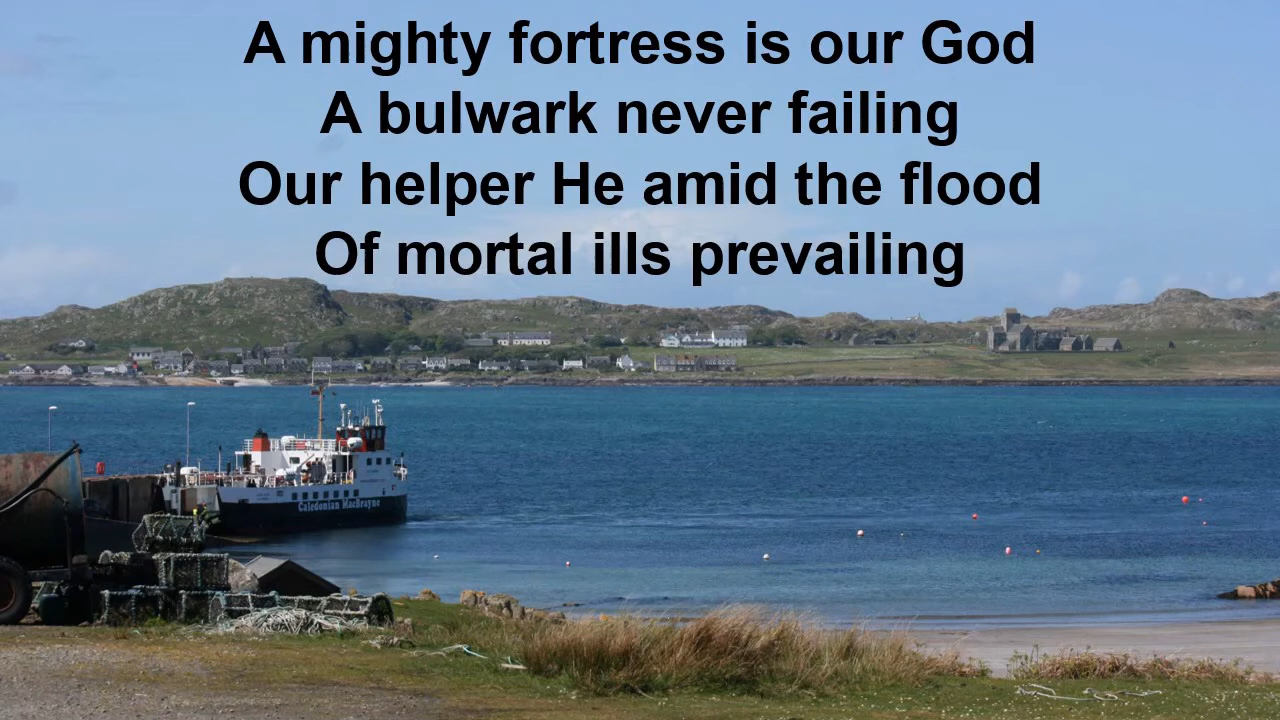 A mighty fortress is our God
A bulwark never failing
Our helper He amid the flood
Of mortal ills prevailing
Caledonian MacBrayne